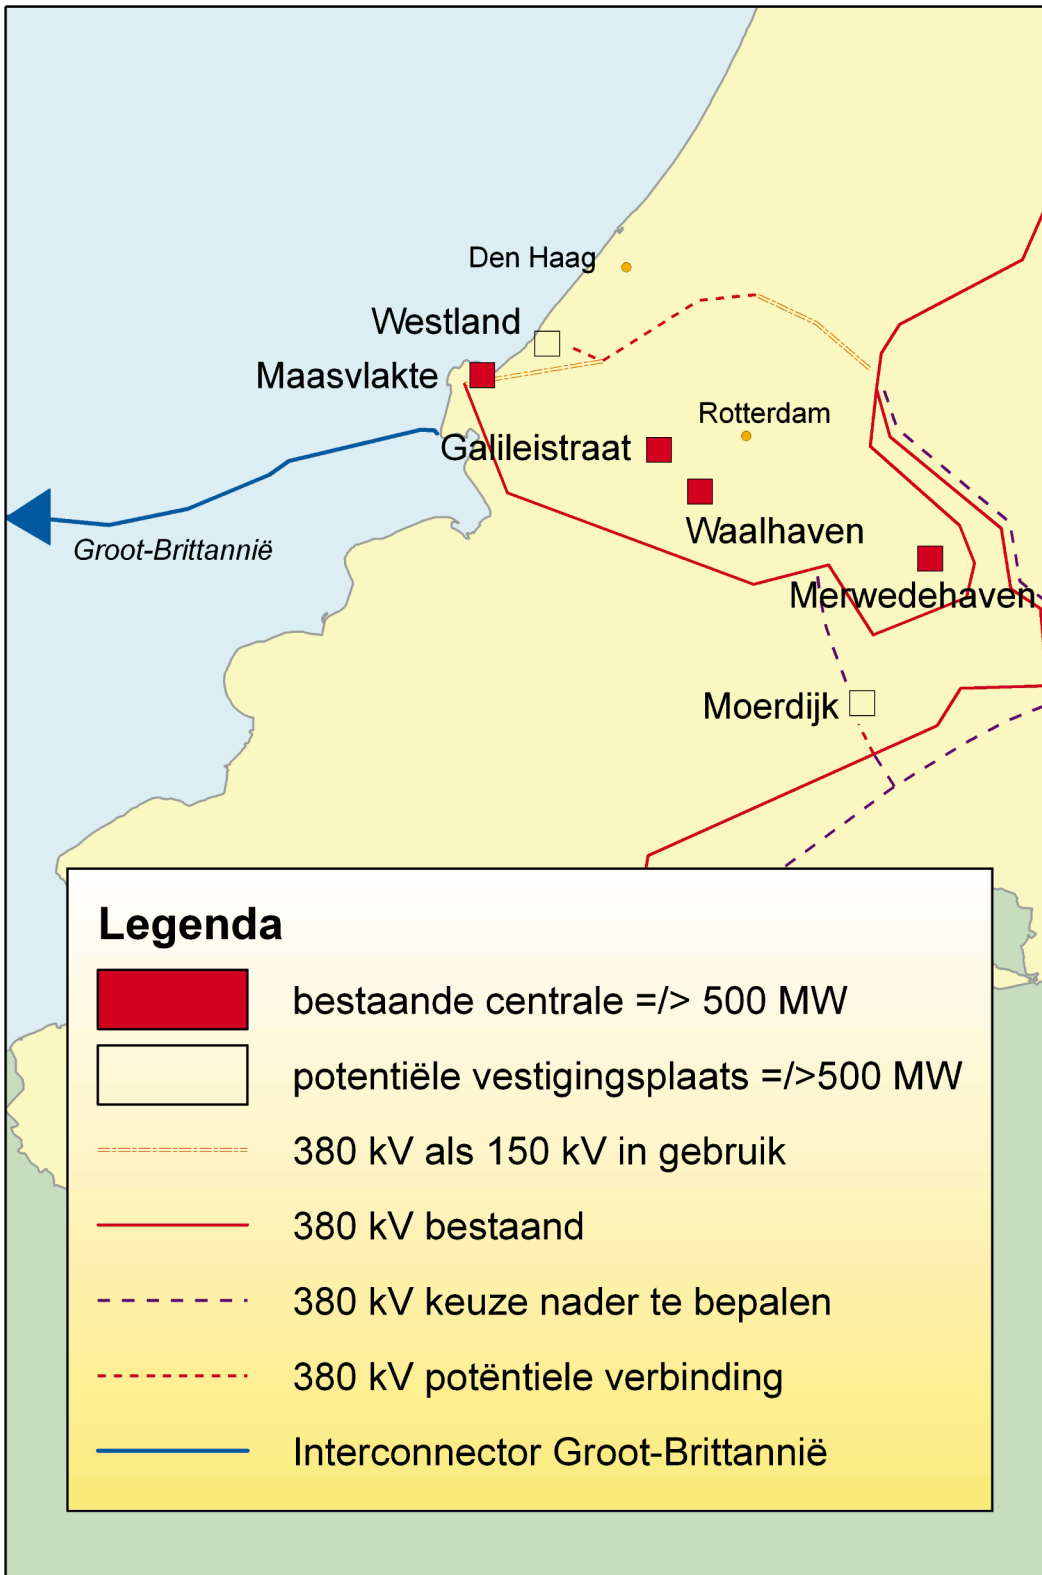 Den Haag
Westland
Maasvlakte
Rotterdam
Galileistraat
Waalhaven
Groot-Brittannië
Merwedehaven
Moerdijk
Legenda
bestaande centrale =/> 500 MW
potentiële vestigingsplaats =/>500 MW
380 kV als 150 kV in gebruik
380 kV bestaand
380 kV keuze nader te bepalen
380 kV potëntiele verbinding
Interconnector Groot-Brittannië